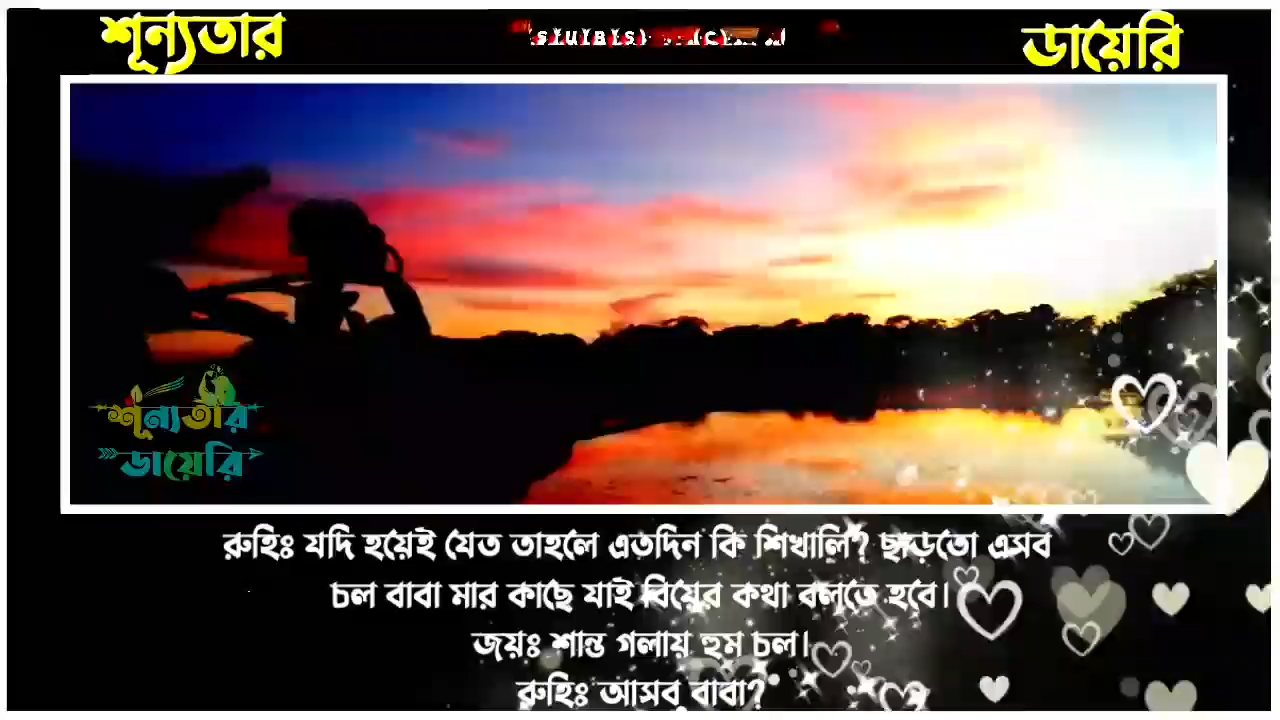 শূন্যতার
ডায়েরি
শূন্যতার
ডায়েরি
রুহিঃ যদি হয়েই যেত তাহলে এতদিন কি শিখালি? ছাড়তো এসব
চল বাবা মার কাছে যাই বিয়ের কথা বলতে হবে।
জয়ঃ শান্ত গলায় হুম চল।
রুহিঃ আসব বাবা?